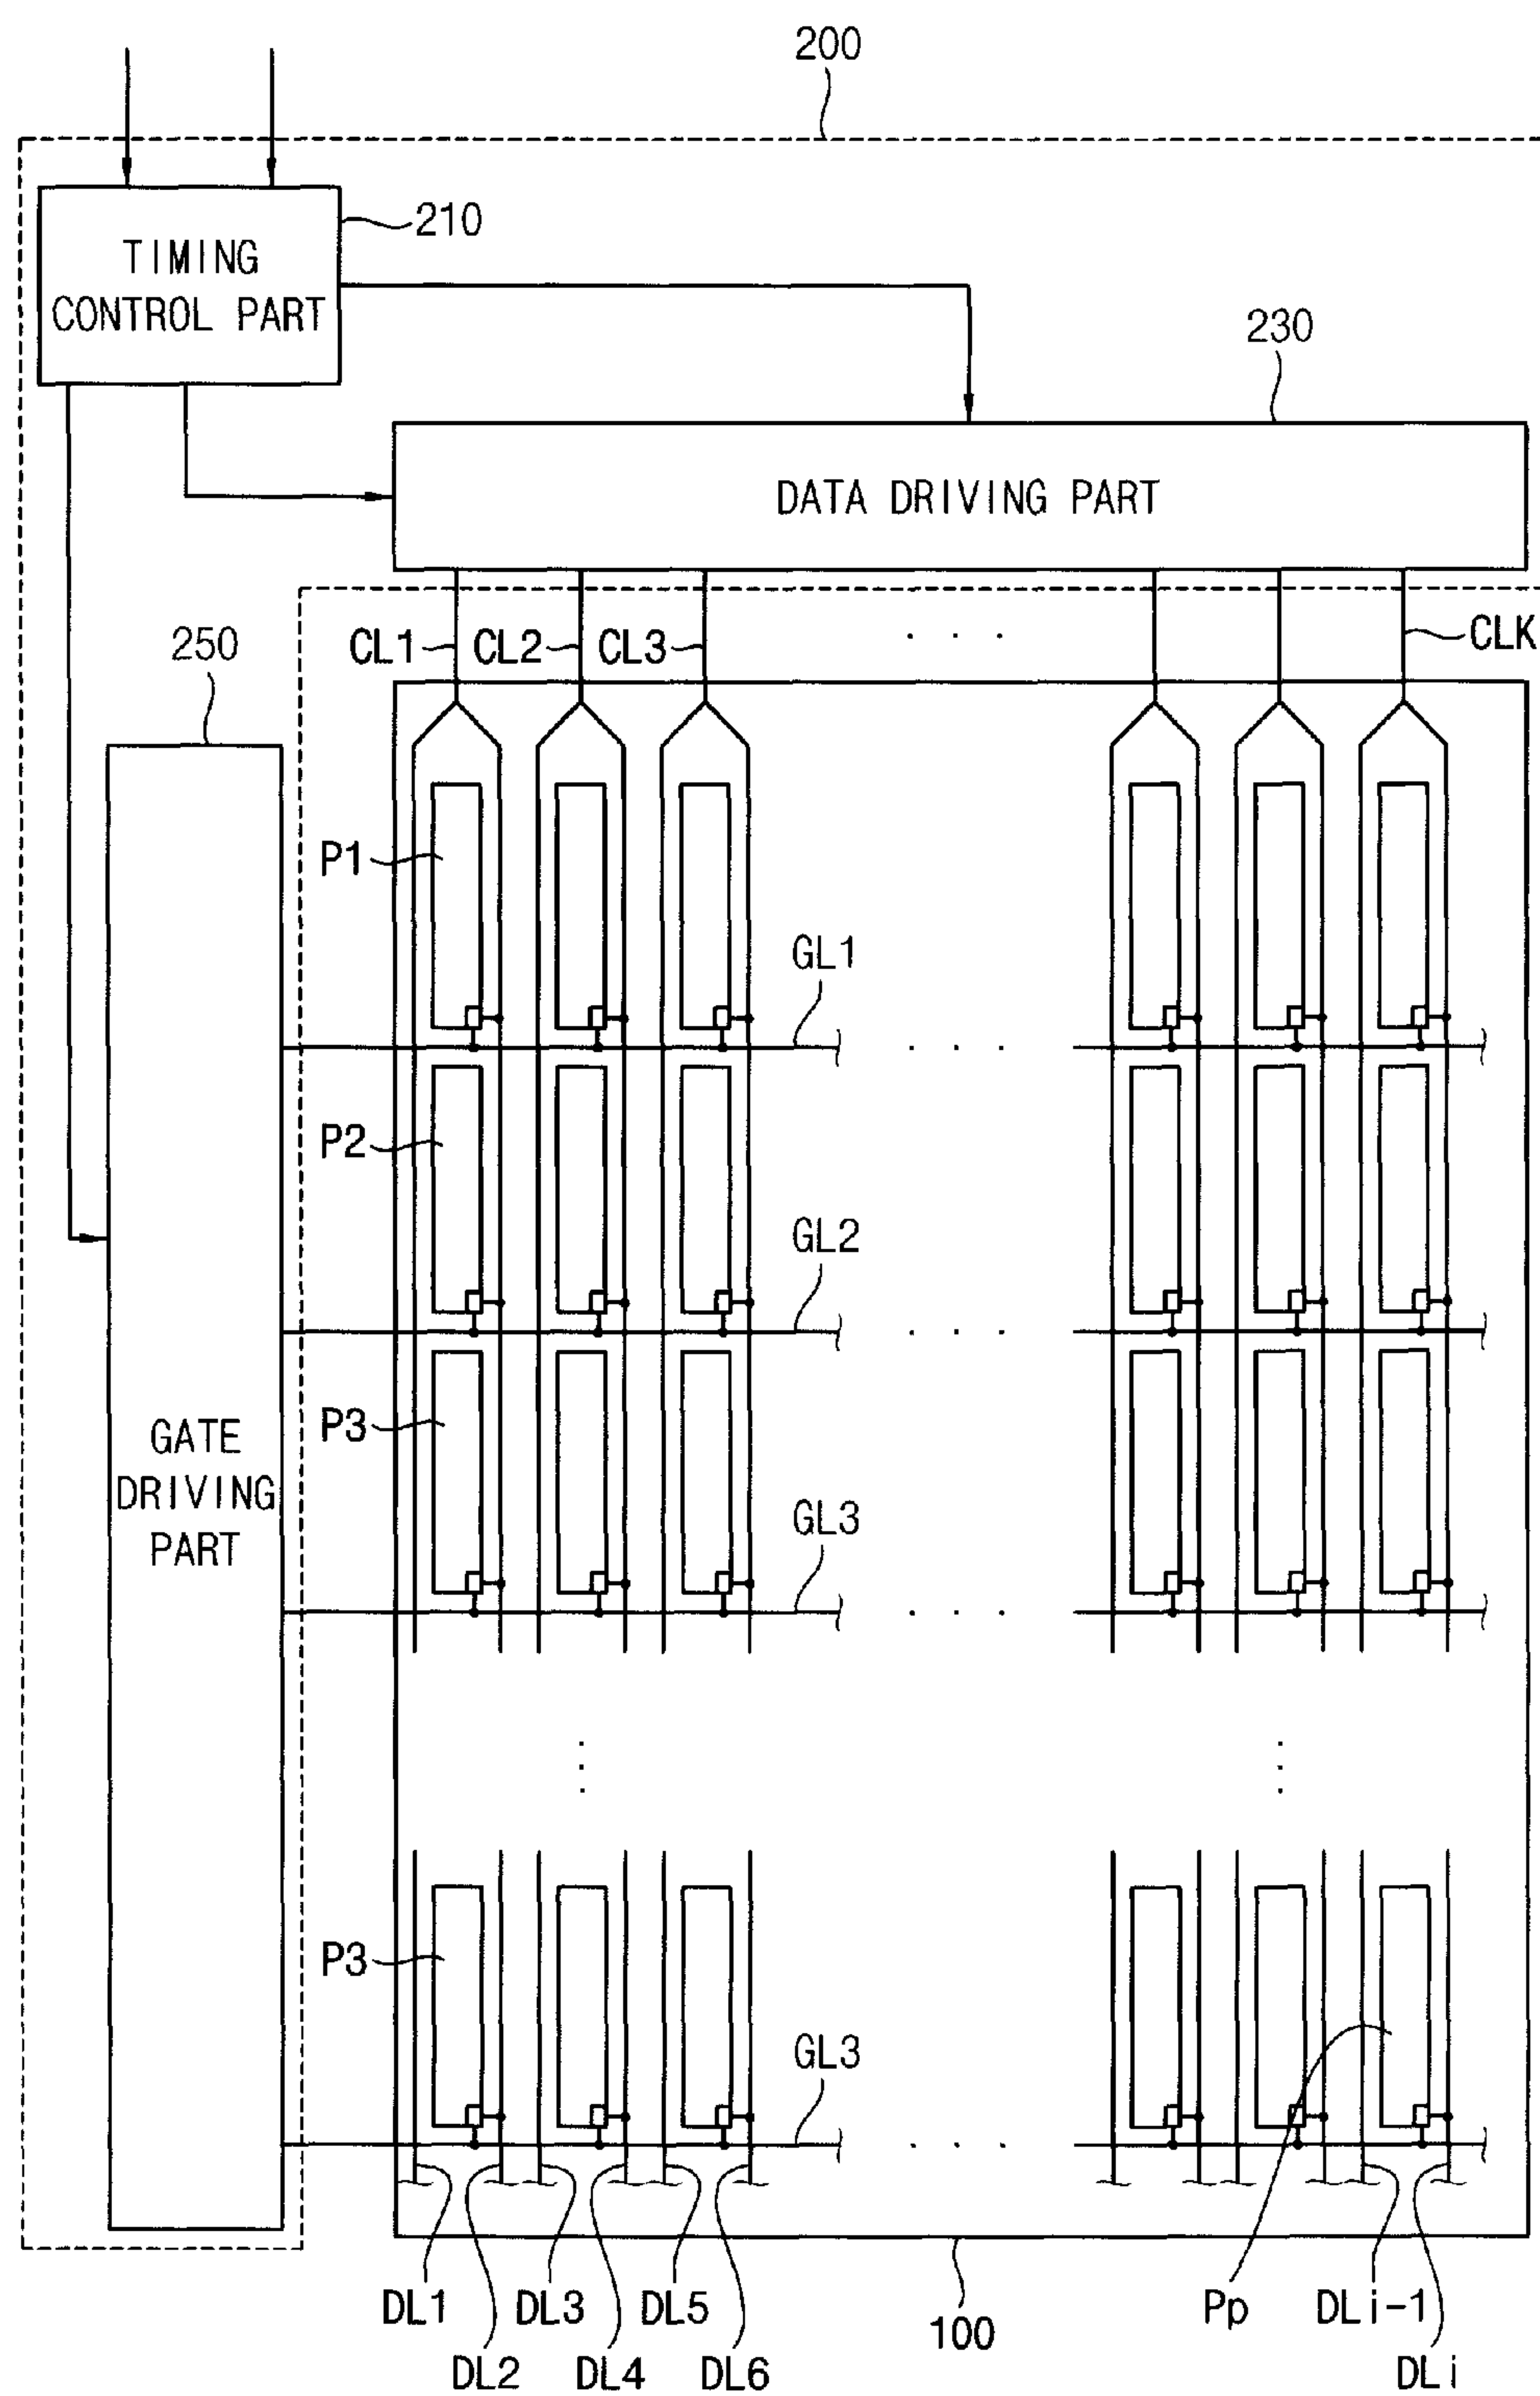 200
210
TIMING
CONTROL PART
230
DATA DRIVING PART
CL1 CL2 CL3 . . . CLK
250
P1
GL1
. . .
P2
GL2
. . .
P3
GATE
DRIVING
PART
GL3
. . .
P3
GL3
. . .
DL1 DL3 DL5 Pp DLi-1
100
DL2 DL4 DL6 DLi